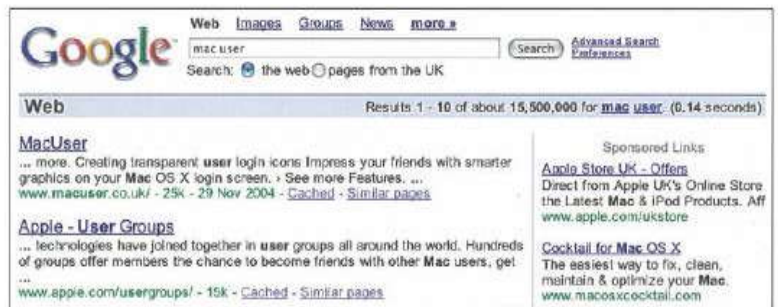 Web Images Groups News more »
Google
mac user
Search
Advanced Search
Preferences
Search: the web pages from the UK
Web
Results 1 - 10 of about 15,500,000 for mac user. (0.14 seconds)
MacUser
... more. Creating transparent user login icons Impress your friends with smarter
graphics on your Mac OS X login screen. › See more Features. ...
www.macuser.co.uk/ - 25k - 29 Nov 2004 - Cached - Similar pages
Apple - User Groups
... technologies have joined together in user groups all around the world. Hundreds
of groups offer members the chance to become friends with other Mac users, get
...
www.apple.com/usergroups/ - 15k - Cached - Similar pages
Sponsored Links
Apple Store UK - Offers
Direct from Apple UK's Online Store
the Latest Mac & iPod Products. Aff
www.apple.com/ukstore
Cocktail for Mac OS X
The easiest way to fix, clean,
maintain & optimize your Mac.
www.macosxcocktail.com